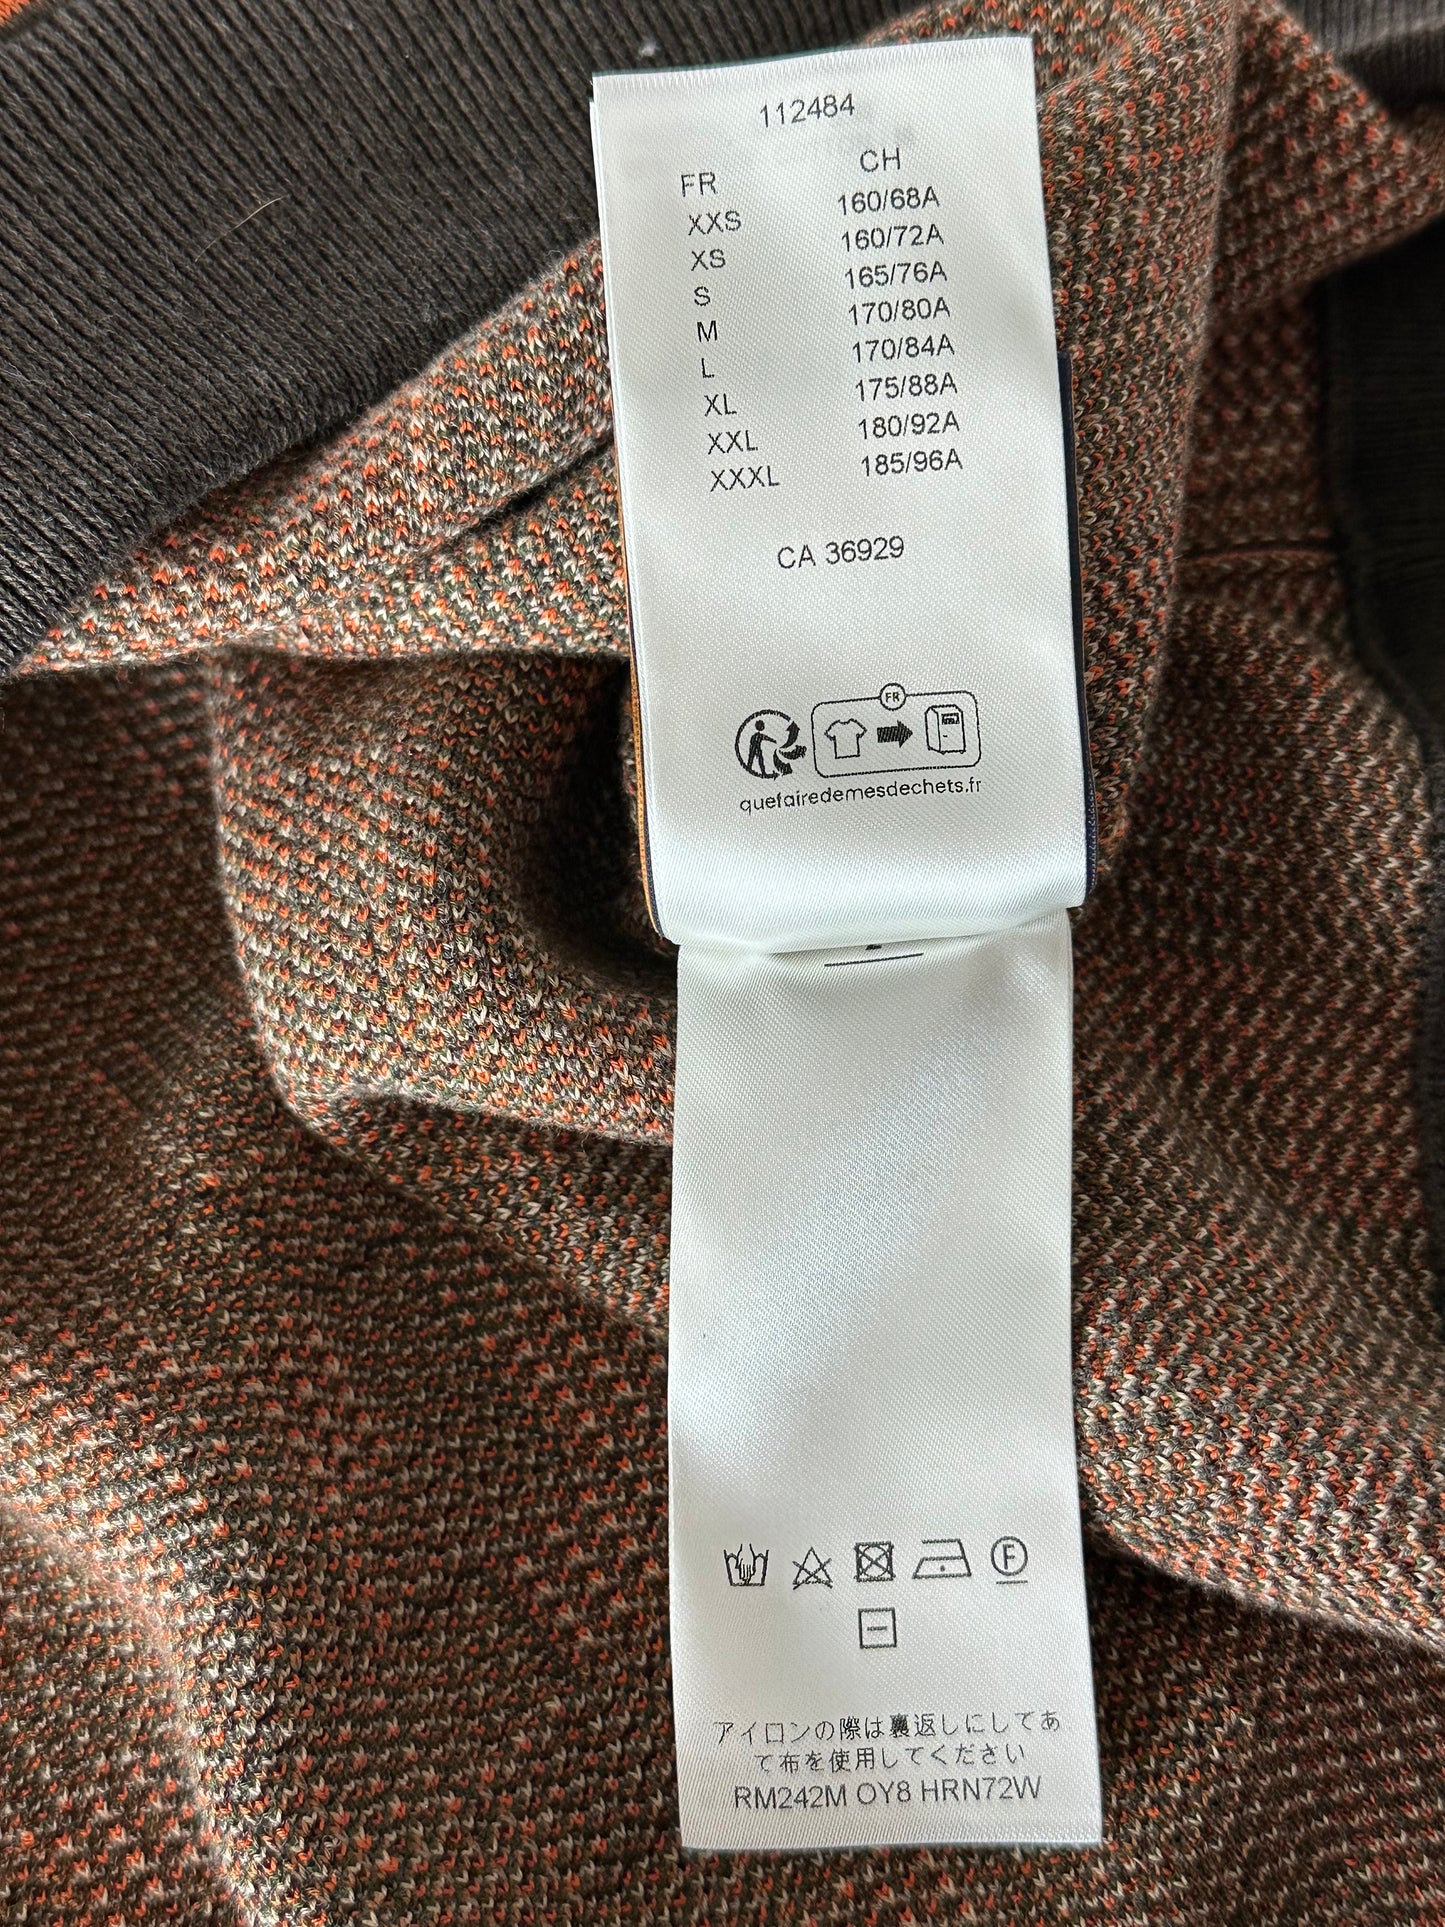 112484
FR CH
XXS 160/68A
XS 160/72A
S 165/76A
M 170/80A
L 170/84A
XL 175/88A
XXL 180/92A
XXXL 185/96A
CA 36929
FR
quefairedemesdechets.fr
F
アイロンの際は裏返しにしてあ
て布を使用してください
RM242M OY8 HRN72W